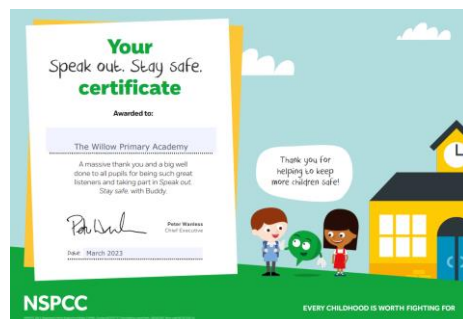 Your
Speak out. Stay safe.
certificate
Awarded to:
The Willow Primary Academy
A massive thank you and a big well
done to all pupils for being such great
listeners and taking part in Speak out.
Stay safe. with Buddy.
Peter Wanless
Chief Executive
Date: March 2023
Thank you for
helping to keep
more children safe!
NSPCC
EVERY CHILDHOOD IS WORTH FIGHTING FOR